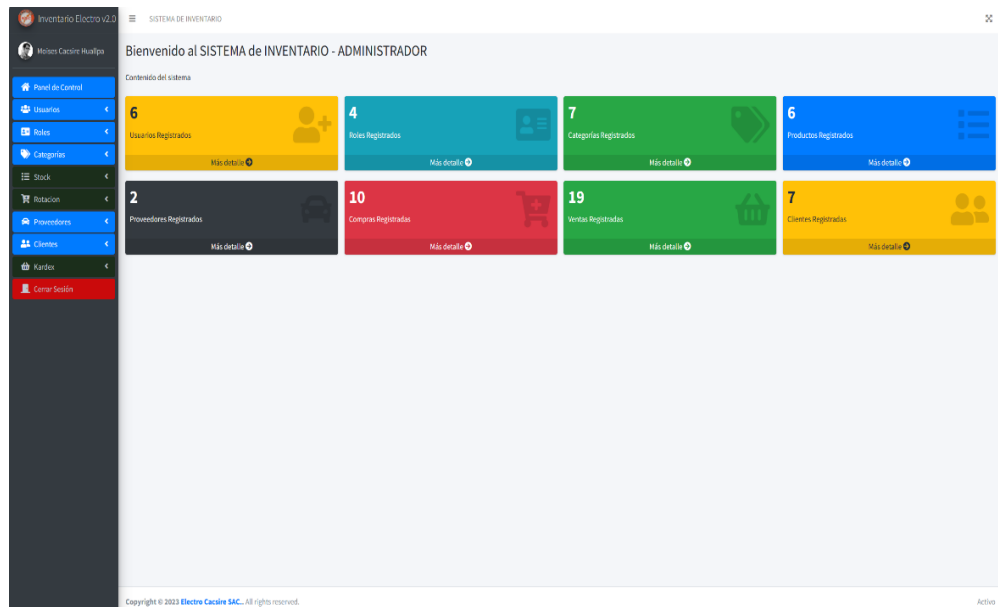 Inventario Electro v2.0
SISTEMA DE INVENTARIO
Moises Cacsire Huallpa
Panel de Control
Usuarios
Roles
Categorías
Stock
Rotacion
Proveedores
Clientes
Kardex
Cerrar Sesión
Bienvenido al SISTEMA de INVENTARIO - ADMINISTRADOR
Contenido del sistema
6
Usuarios Registrados
Más detalle
4
Roles Registrados
Más detalle
7
Categorías Registrados
Más detalle
6
Productos Registrados
Más detalle
2
Proveedores Registrados
Más detalle
10
Compras Registradas
Más detalle
19
Ventas Registradas
Más detalle
7
Clientes Registradas
Más detalle
Copyright © 2023 Electro Cacsire SAC.. All rights reserved.
Activo